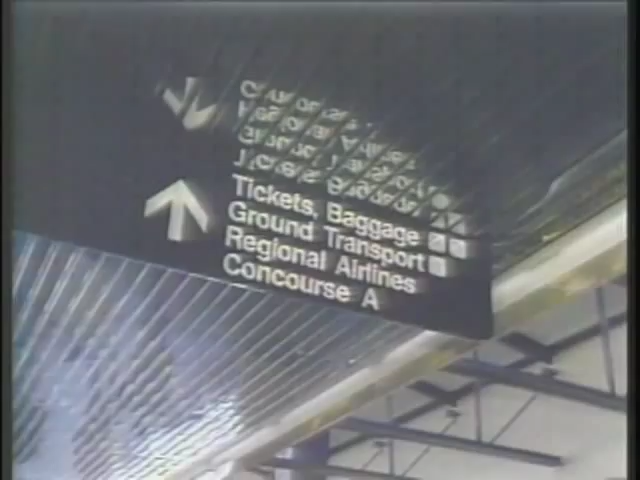 Tickets, Baggage
Ground Transport
Regional Airlines
Concourse A